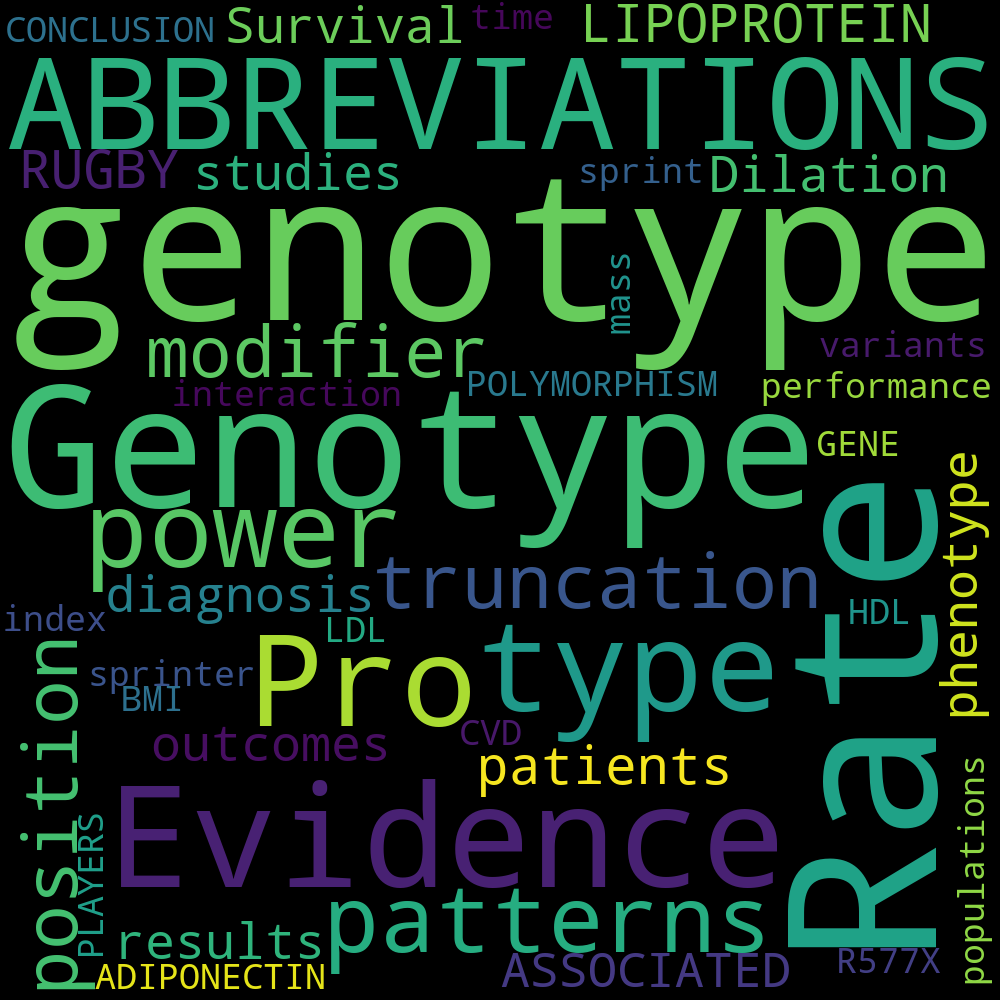 CONCLUSION Survival time LIPOPROTEIN
ABBREVIATIONS
RUGBY studies sprint Dilation
genotype
mass
modifier variants
interaction POLYMORPHISM performance
Genotype GENE
power phenotype
Rate
truncation
diagnosis
index LDL HDL
Pro type
sprinter
BMI
position
outcomes CVD
patients
populations
Evidence
PLAYERS
patterns
results
ADIPONECTIN ASSOCIATED R577X